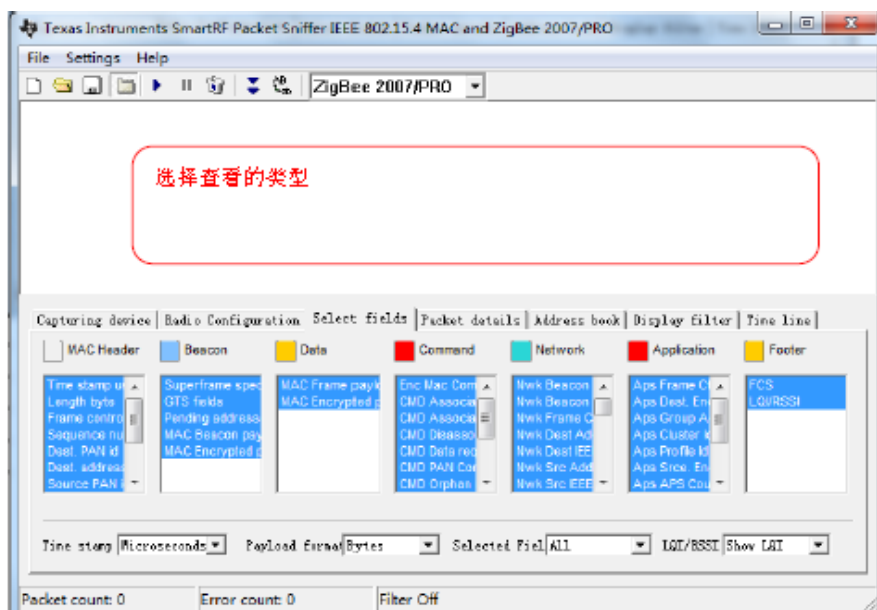 Texas Instruments SmartRF Packet Sniffer IEEE 802.15.4 MAC and ZigBee 2007/PRO
File Settings Help
ZigBee 2007/PRO
选择查看的类型
Capturing device Radio Configuration Select fields Packet details Address book Display filter Time line
MAC Header Beacon Data Command Network Application Footer
Time stamp u Superframe spec MAC Frame paylo Enc Mac Com Nwk Beacon Aps Frame C FCS
Length byte GTS fields MAC Encrypted p CMD Associa Nwk Beacon Aps Dest. En LQI/RSSI
Frame contro Pending address CMD Associa Nwk Frame C Aps Group A
Sequence nu MAC Beacon pay CMD Disasso Nwk Dest Ad Aps Cluster I
Dest. PAN id MAC Encrypted p CMD Data req Nwk Dest IEE Aps Profile Id
Dest. addres CMD PAN Con Nwk Src Add Aps Srce. En
Source PAN CMD Orphan Nwk Src IEEE Aps APS Cou
Time stamp Microseconds Payload format Bytes Selected Fiel All LQI/RSSI Show LQI
Packet count: 0 Error count: 0 Filter Off